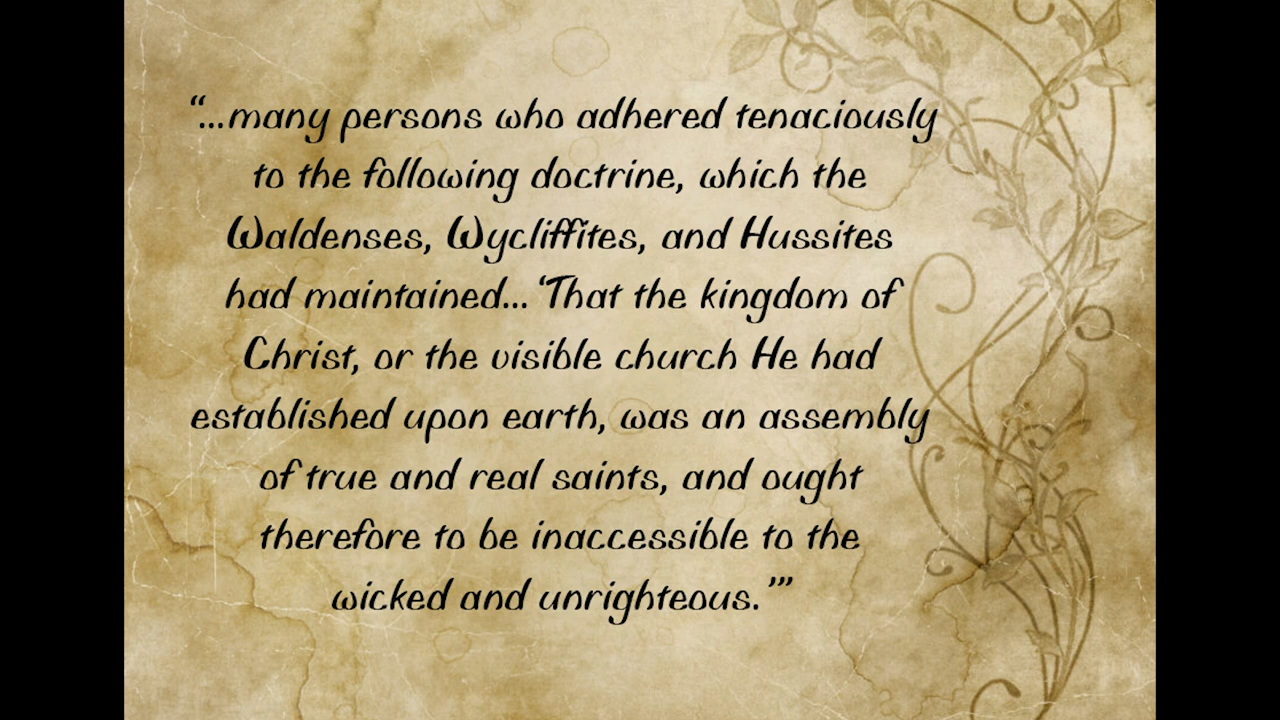 “...many persons who adhered tenaciously
to the following doctrine, which the
Waldenses, Wycliffites, and Hussites
had maintained... ‘That the kingdom of
Christ, or the visible church He had
established upon earth, was an assembly
of true and real saints, and ought
therefore to be inaccessible to the
wicked and unrighteous.’”